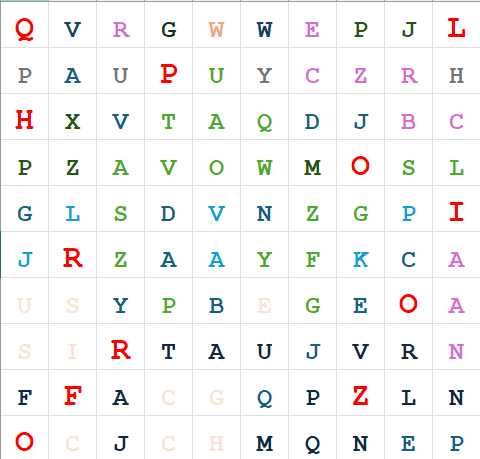 Q V R G W W E P J L
P A U P U Y C Z R H
H X V T A Q D J B C
P Z A V O W M O S L
G L S D V N Z G P I
J R Z A A Y F K C A
U S Y P B E G E O A
S I R T A U J V R N
F F A C G Q P Z L N
O C J C H M Q N E P